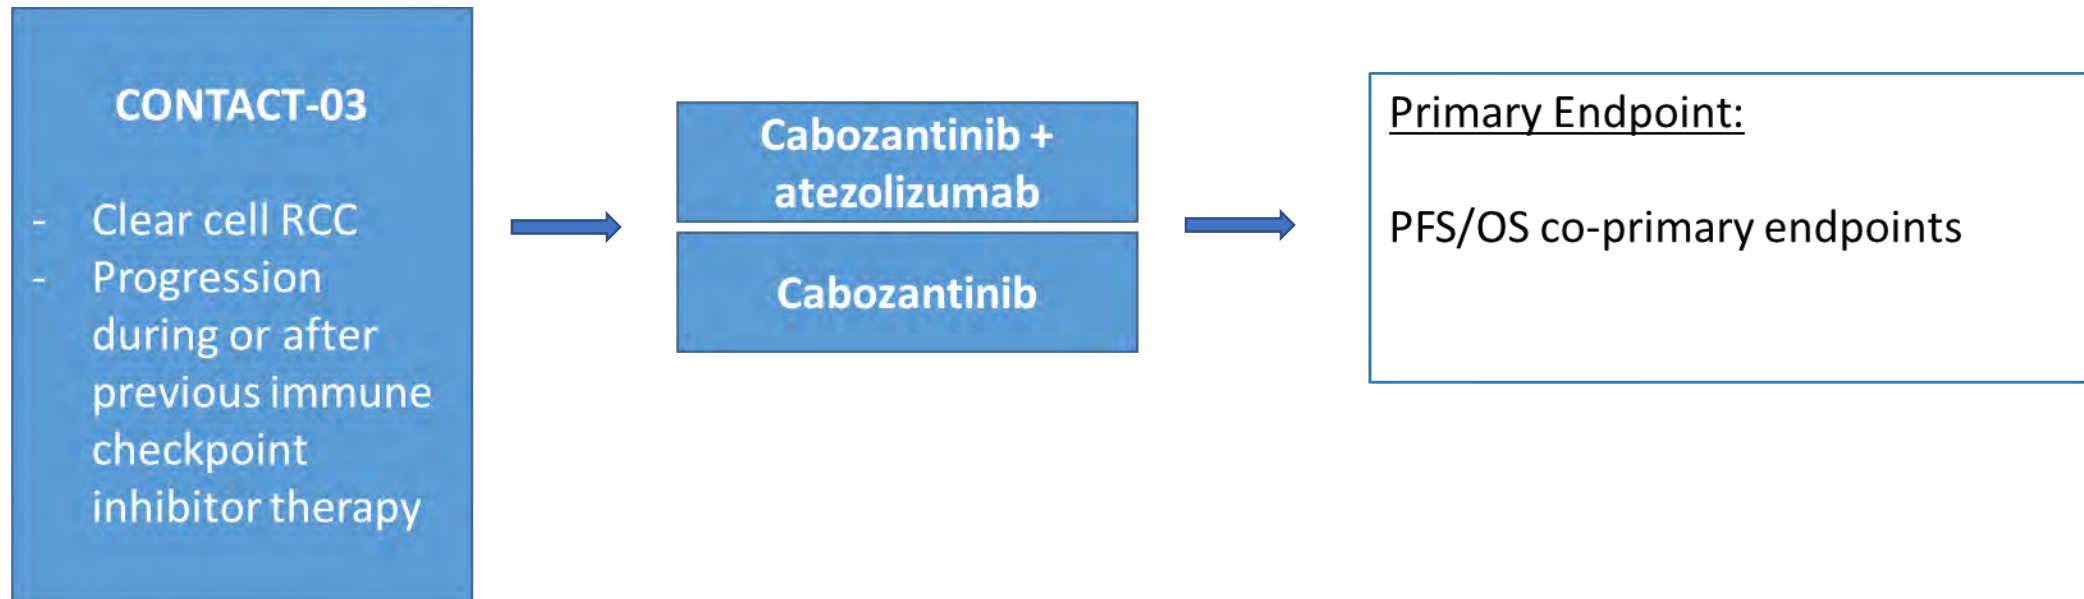 CONTACT-03
- Clear cell RCC
- Progression
during or after
previous immune
checkpoint
inhibitor therapy
Cabozantinib +
atezolizumab
Cabozantinib
Primary Endpoint:
PFS/OS co-primary endpoints